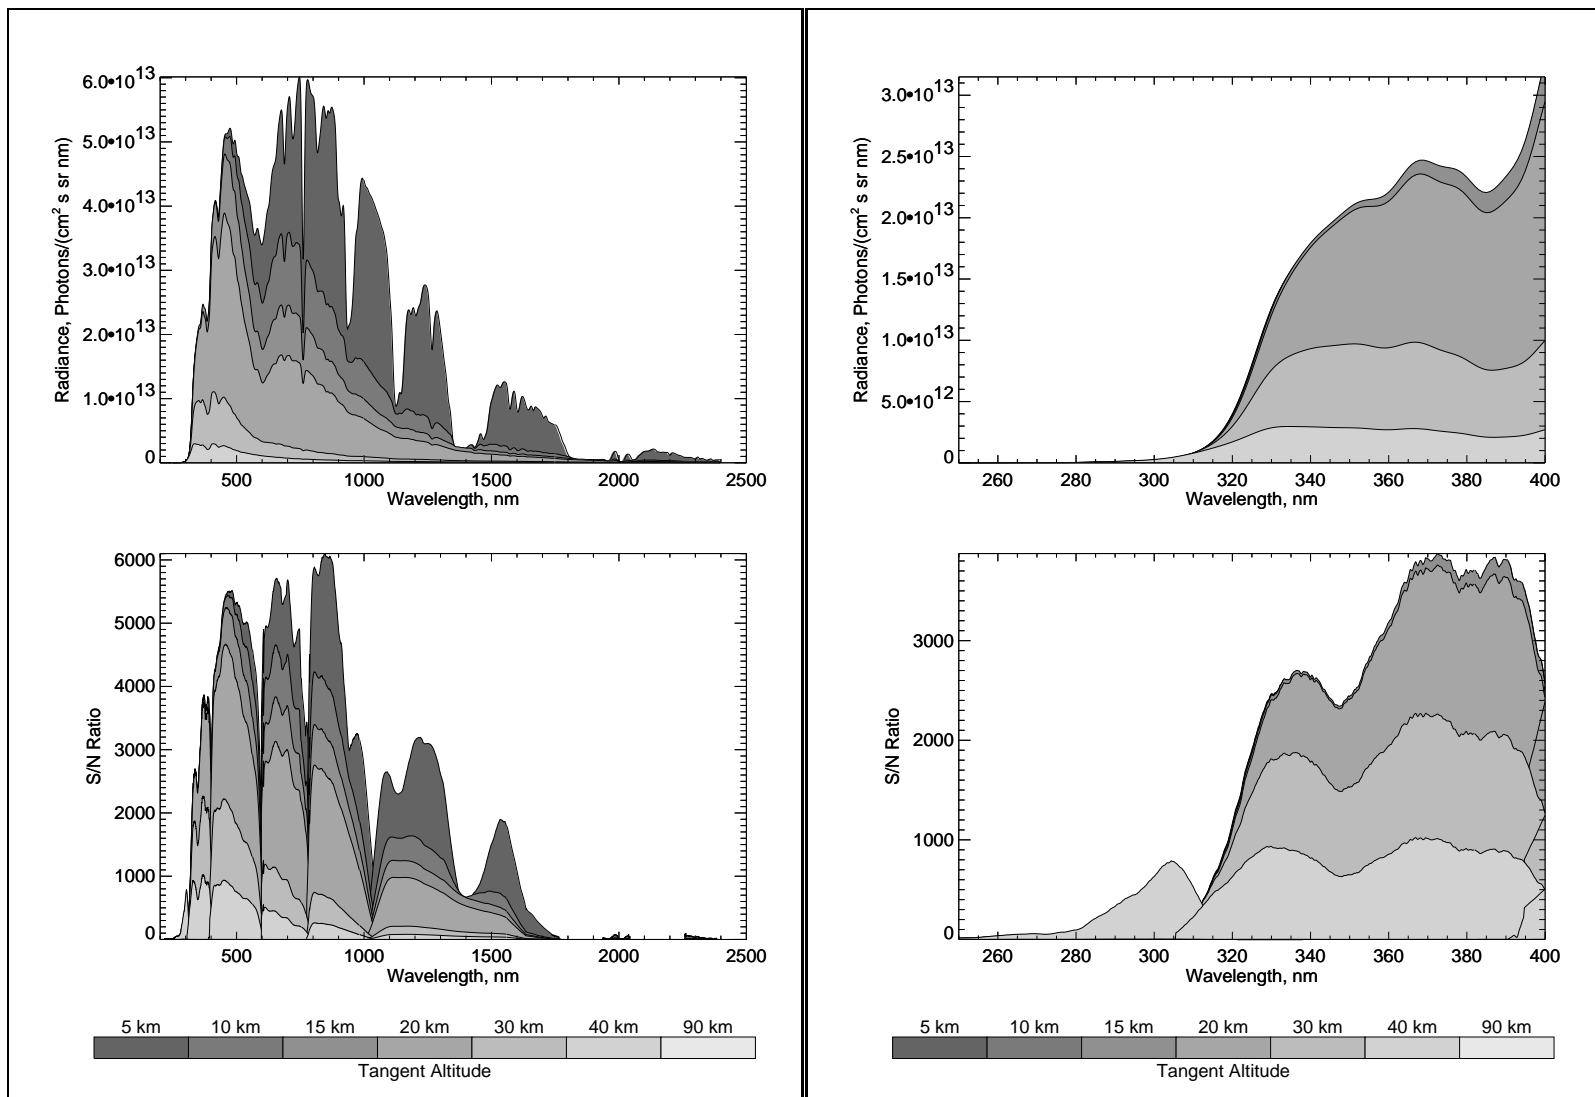 6.0•10^13
5.0•10^13
4.0•10^13
3.0•10^13
2.0•10^13
1.0•10^13
0
Radiance, Photons/(cm² s sr nm)
500 1000 1500 2000 2500
Wavelength, nm
6000
5000
4000
3000
2000
1000
0
S/N Ratio
500 1000 1500 2000 2500
Wavelength, nm
5 km 10 km 15 km 20 km 30 km 40 km 90 km
Tangent Altitude
3.0•10^13
2.5•10^13
2.0•10^13
1.5•10^13
1.0•10^13
5.0•10^12
0
Radiance, Photons/(cm² s sr nm)
260 280 300 320 340 360 380 400
Wavelength, nm
3000
2000
1000
0
S/N Ratio
260 280 300 320 340 360 380 400
Wavelength, nm
5 km 10 km 15 km 20 km 30 km 40 km 90 km
Tangent Altitude